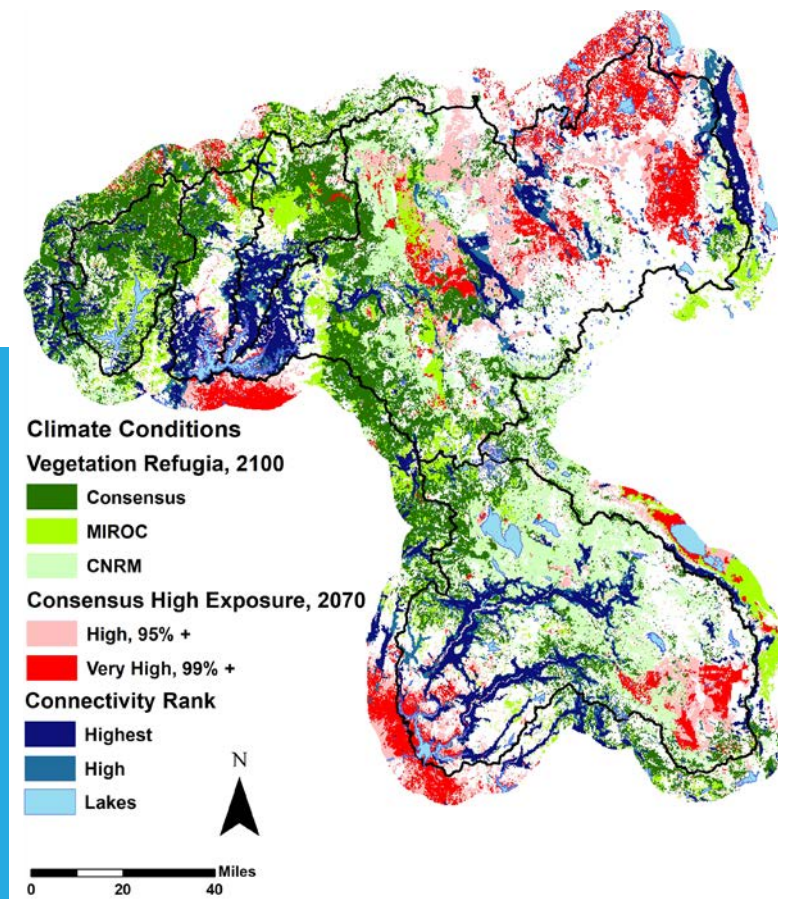 Climate Conditions
Vegetation Refugia, 2100
Consensus
MIROC
CNRM
Consensus High Exposure, 2070
High, 95% +
Very High, 99% +
Connectivity Rank
Highest
High
Lakes
N
Miles
0 20 40